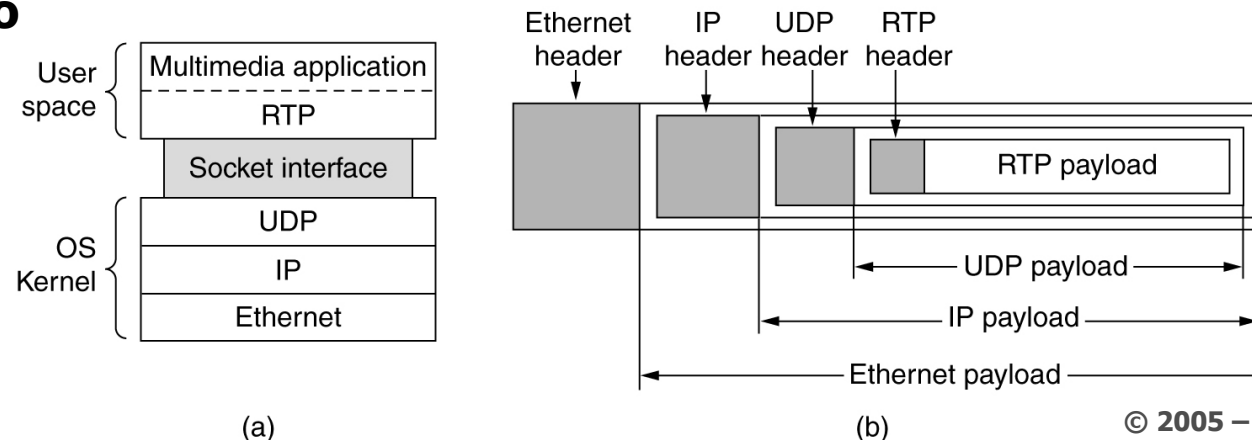 User
space
Multimedia application
RTP
Socket interface
OS
Kernel
UDP
IP
Ethernet
(a)
Ethernet
header
IP
header
UDP
header
RTP
header
RTP payload
UDP payload
IP payload
Ethernet payload
(b)
© 2005 –